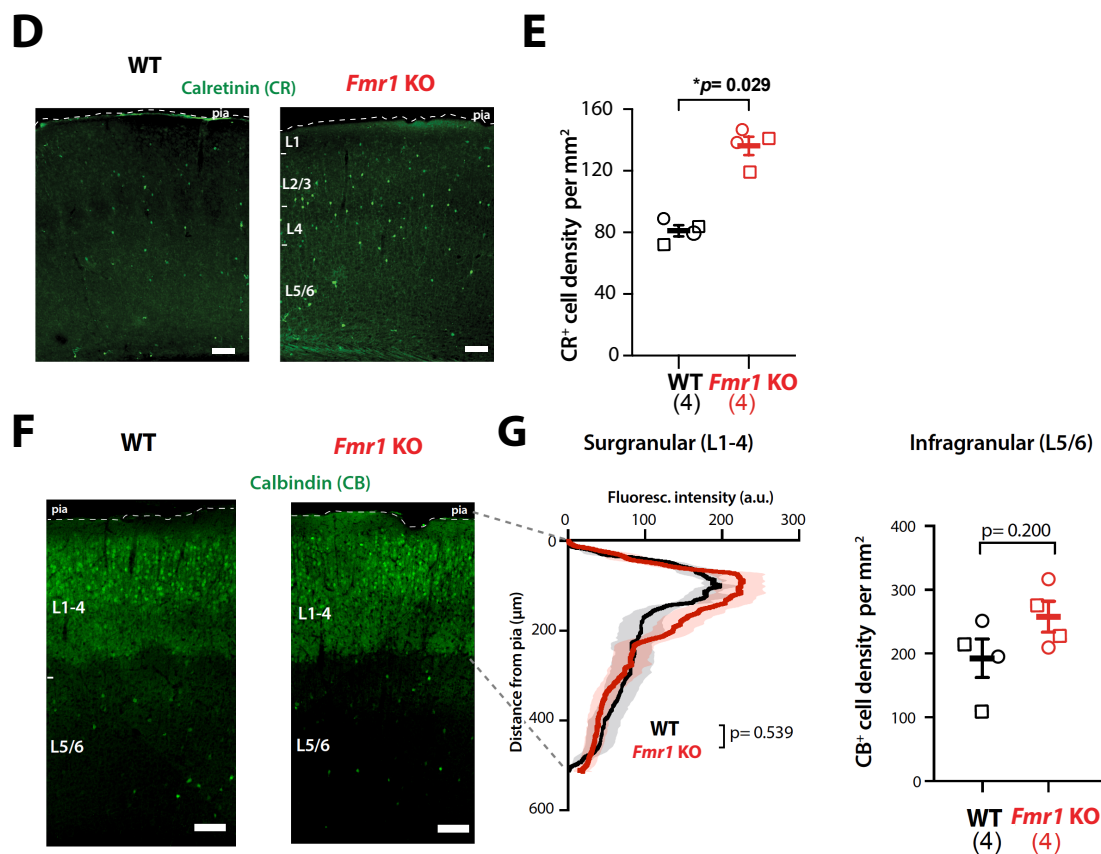 D
WT
Calretinin (CR)
Fmr1 KO
pia
pia
L1
L2/3
L4
L5/6
E
*p= 0.029
CR+ cell density per mm²
160
120
80
40
0
WT
(4)
Fmr1 KO
(4)
F
WT
Fmr1 KO
Calbindin (CB)
pia
pia
L1-4
L1-4
L5/6
L5/6
G
Surgranular (L1-4)
Fluoresc. intensity (a.u.)
0 100 200 300
Distance from pia (µm)
0
200
400
600
WT
Fmr1 KO
p= 0.539
Infragranular (L5/6)
CB+ cell density per mm²
400
300
200
100
0
p= 0.200
WT
(4)
Fmr1 KO
(4)